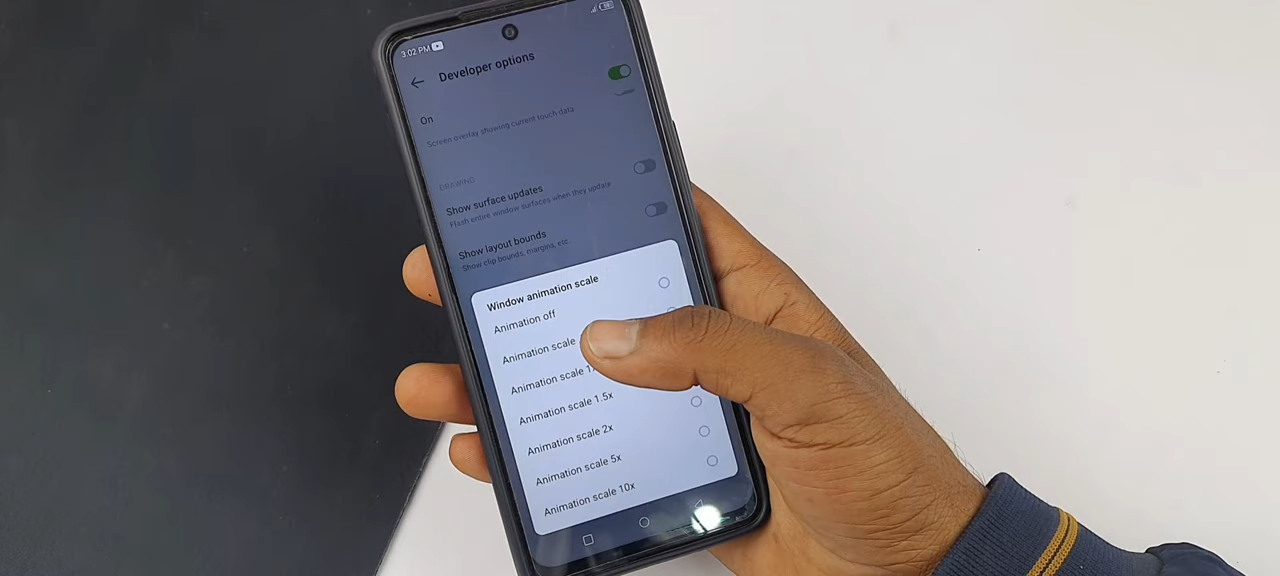 3:02 PM
Developer options
On
Screen overlay showing current touch data
DRAWING
Show surface updates
Flash entire window surfaces when they update
Show layout bounds
Show clip bounds, margins, etc.
Window animation scale
Animation off
Animation scale
Animation scale
Animation scale 1.5x
Animation scale 2x
Animation scale 5x
Animation scale 10x